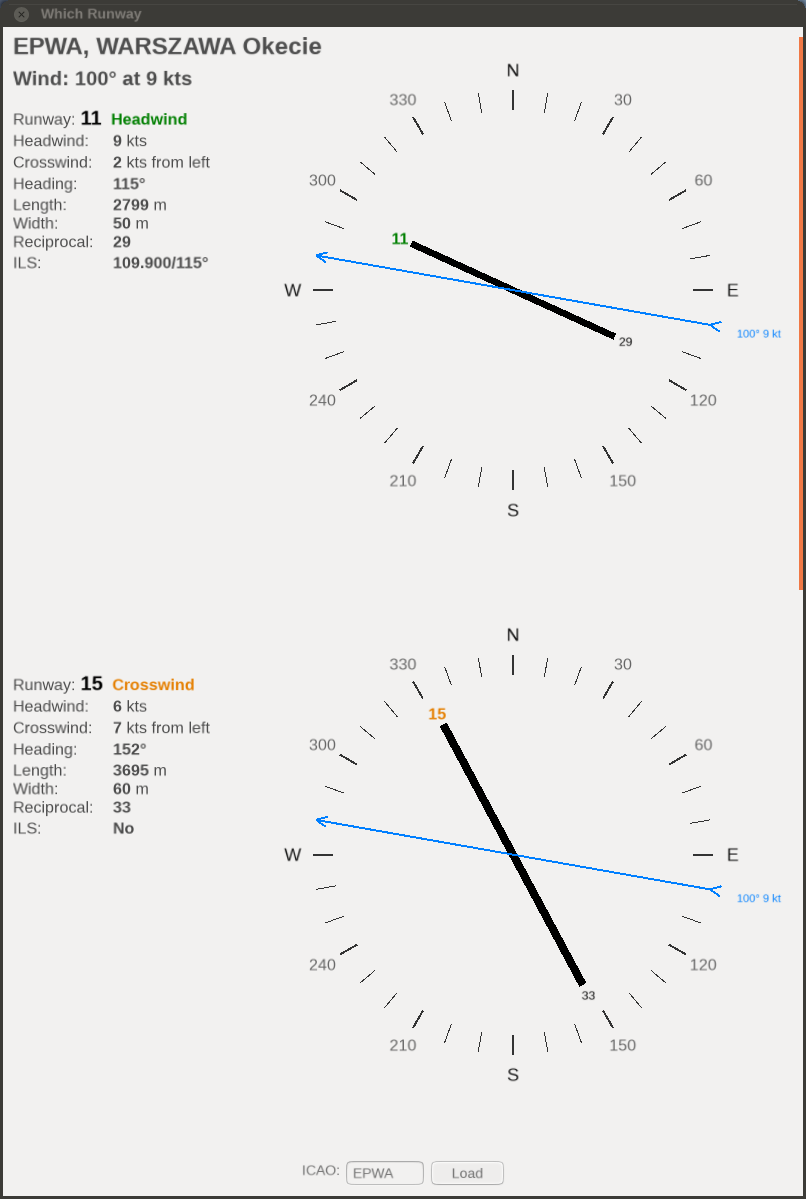 Which Runway
EPWA, WARSZAWA Okecie
Wind: 100° at 9 kts
Runway: 11 Headwind
Headwind: 9 kts
Crosswind: 2 kts from left
Heading: 115°
Length: 2799 m
Width: 50 m
Reciprocal: 29
ILS: 109.900/115°
N
330 30
300 60
11
W E
100° 9 kt
29
240 120
210 150
S
Runway: 15 Crosswind
Headwind: 6 kts
Crosswind: 7 kts from left
Heading: 152°
Length: 3695 m
Width: 60 m
Reciprocal: 33
ILS: No
N
330 30
15
300 60
W E
100° 9 kt
240 120
33
210 150
S
ICAO: EPWA Load